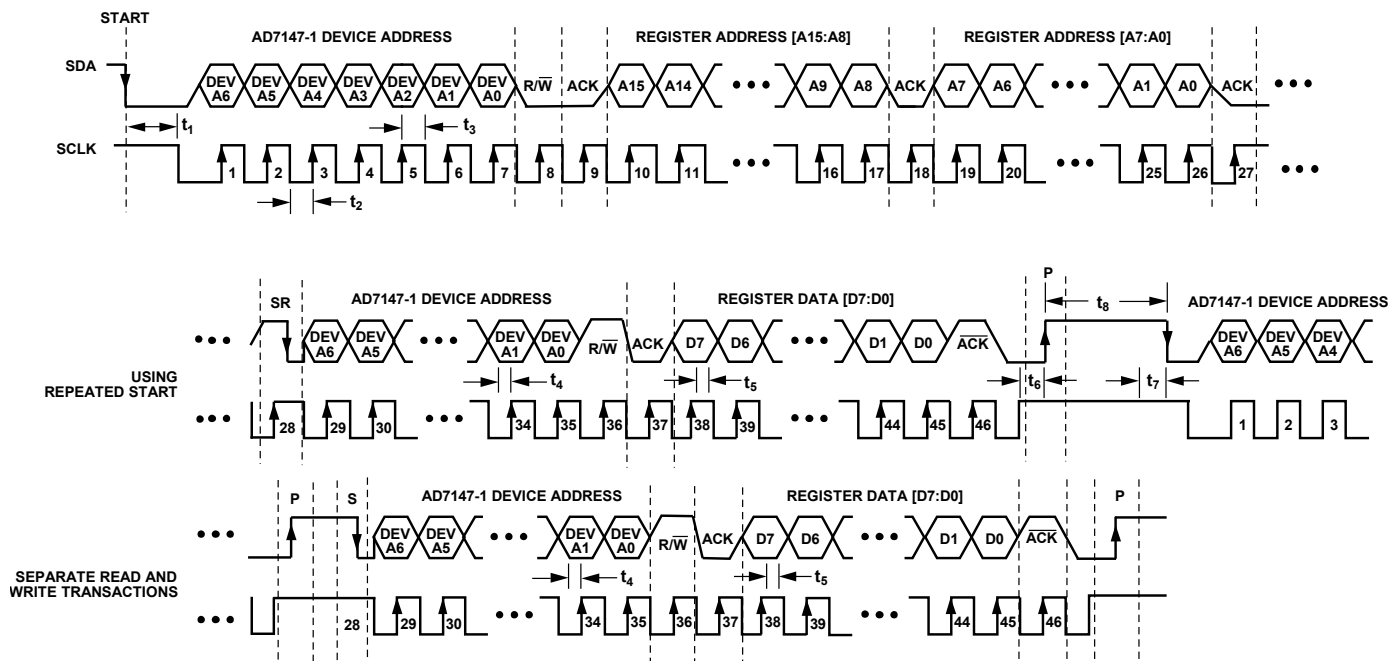 START
AD7147-1 DEVICE ADDRESS REGISTER ADDRESS [A15:A8] REGISTER ADDRESS [A7:A0]
SDA DEV A6 DEV A5 DEV A4 DEV A3 DEV A2 DEV A1 DEV A0 R/W ACK A15 A14 A9 A8 ACK A7 A6 A1 A0 ACK
t1 t3
SCLK 1 2 3 4 5 6 7 8 9 10 11 16 17 18 19 20 25 26 27
t2
P
SR AD7147-1 DEVICE ADDRESS REGISTER DATA [D7:D0] t8 AD7147-1 DEVICE ADDRESS
DEV A6 DEV A5 DEV A1 DEV A0 R/W ACK D7 D6 D1 D0 ACK DEV A6 DEV A5 DEV A4
USING REPEATED START
t4 t5 t6 t7
28 29 30 34 35 36 37 38 39 44 45 46 1 2 3
P S AD7147-1 DEVICE ADDRESS REGISTER DATA [D7:D0] P
DEV A6 DEV A5 DEV A1 DEV A0 R/W ACK D7 D6 D1 D0 ACK
SEPARATE READ AND
WRITE TRANSACTIONS
t4 t5
28 29 30 34 35 36 37 38 39 44 45 46